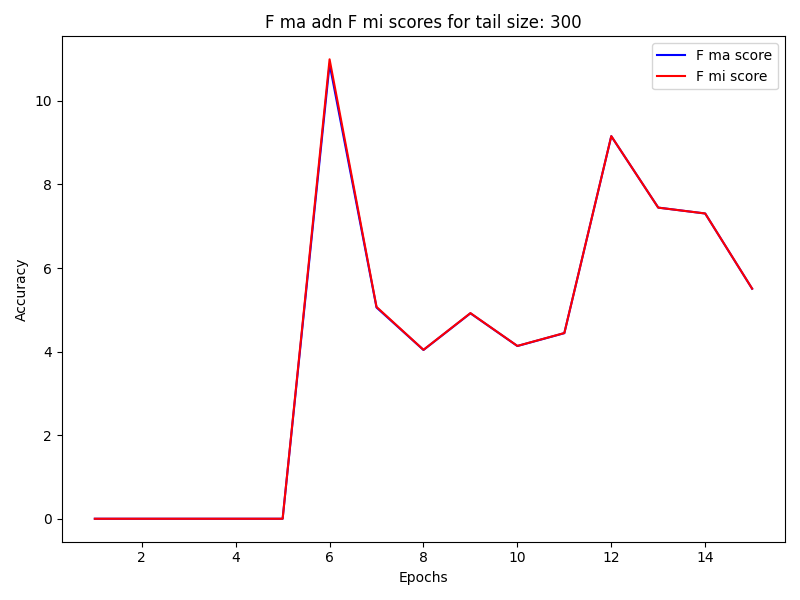 F ma adn F mi scores for tail size: 300
F ma score
F mi score
Accuracy
10
8
6
4
2
0
2 4 6 8 10 12 14
Epochs